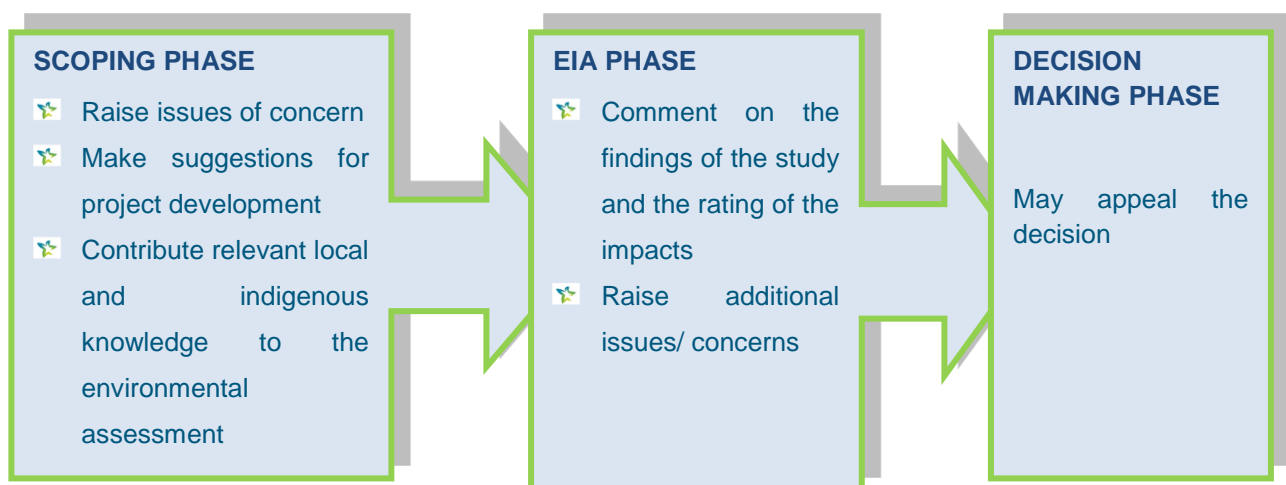 SCOPING PHASE
Raise issues of concern
Make suggestions for
project development
Contribute relevant local
and indigenous
knowledge to the
environmental
assessment
EIA PHASE
Comment on the
findings of the study
and the rating of the
impacts
Raise additional
issues/ concerns
DECISION
MAKING PHASE
May appeal the
decision